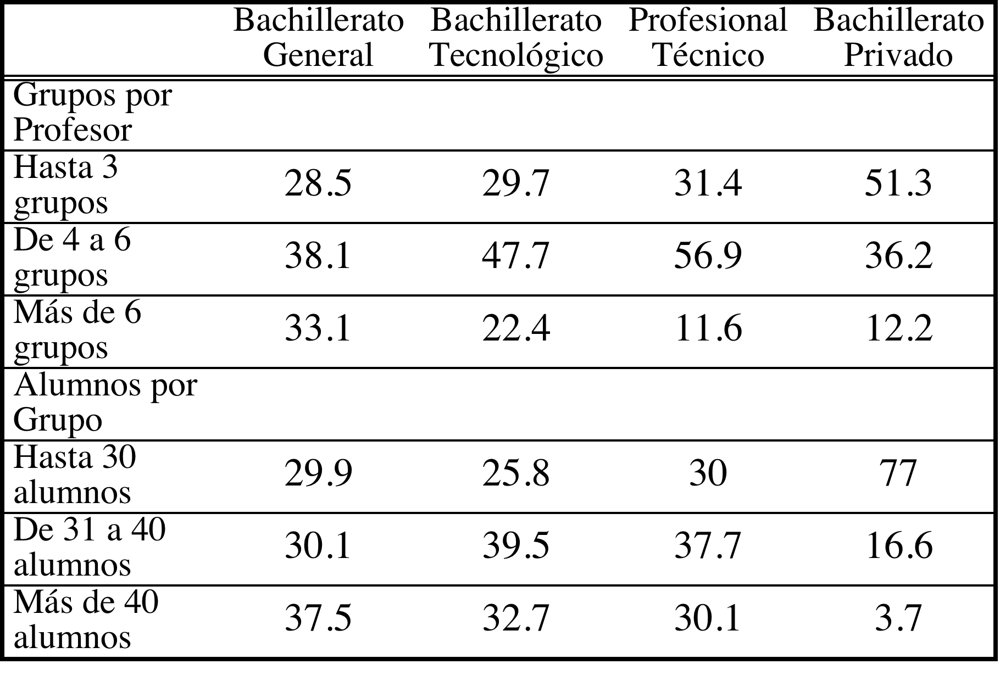 Bachillerato Bachillerato Profesional Bachillerato
General Tecnológico Técnico Privado
Grupos por
Profesor
Hasta 3
grupos
28.5 29.7 31.4 51.3
De 4 a 6
grupos
38.1 47.7 56.9 36.2
Más de 6
grupos
33.1 22.4 11.6 12.2
Alumnos por
Grupo
Hasta 30
alumnos
29.9 25.8 30 77
De 31 a 40
alumnos
30.1 39.5 37.7 16.6
Más de 40
alumnos
37.5 32.7 30.1 3.7